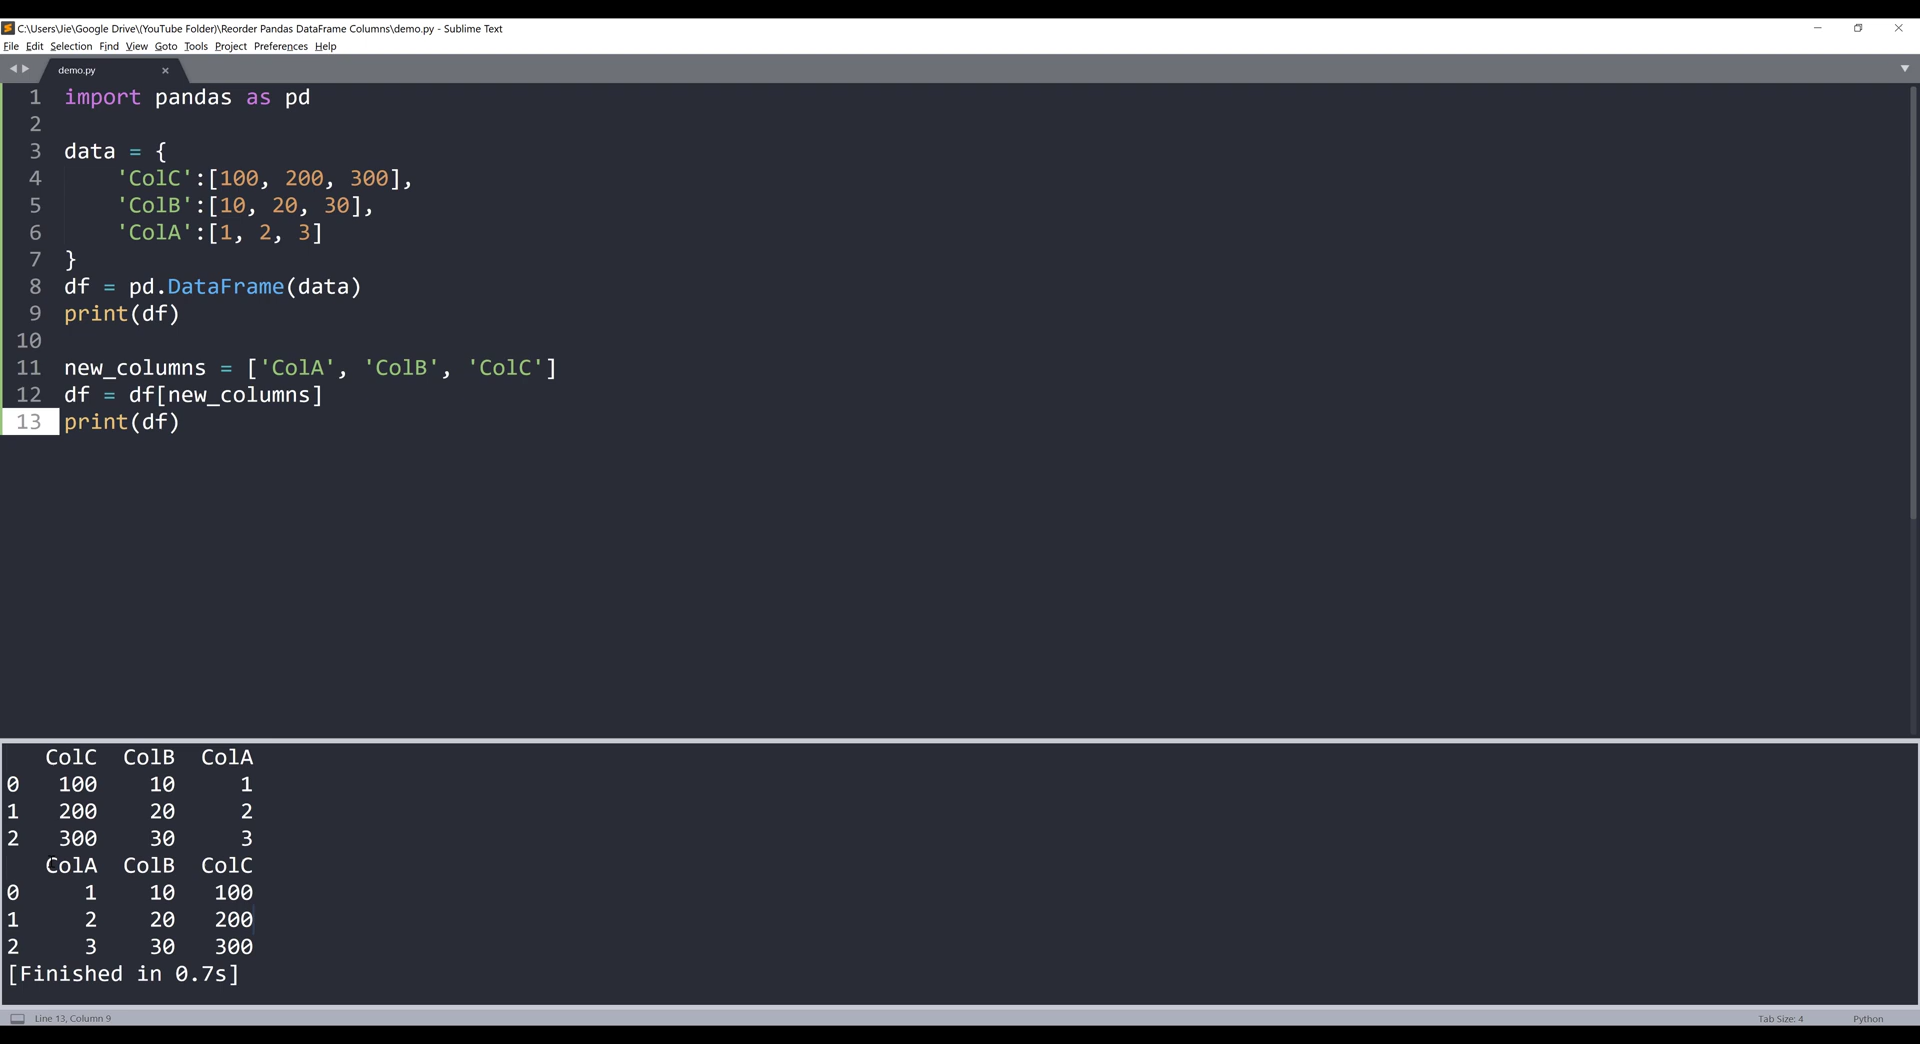 C:\Users\Jie\Google Drive\(YouTube Folder)\Reorder Pandas DataFrame Columns\demo.py - Sublime Text
File Edit Selection Find View Goto Tools Project Preferences Help
demo.py ×
1 import pandas as pd
2
3 data = {
4     'ColC':[100, 200, 300],
5     'ColB':[10, 20, 30],
6     'ColA':[1, 2, 3]
7 }
8 df = pd.DataFrame(data)
9 print(df)
10
11 new_columns = ['ColA', 'ColB', 'ColC']
12 df = df[new_columns]
13 print(df)
   ColC  ColB  ColA
0   100    10     1
1   200    20     2
2   300    30     3
   ColA  ColB  ColC
0     1    10   100
1     2    20   200
2     3    30   300
[Finished in 0.7s]
Line 13, Column 9 Tab Size: 4 Python